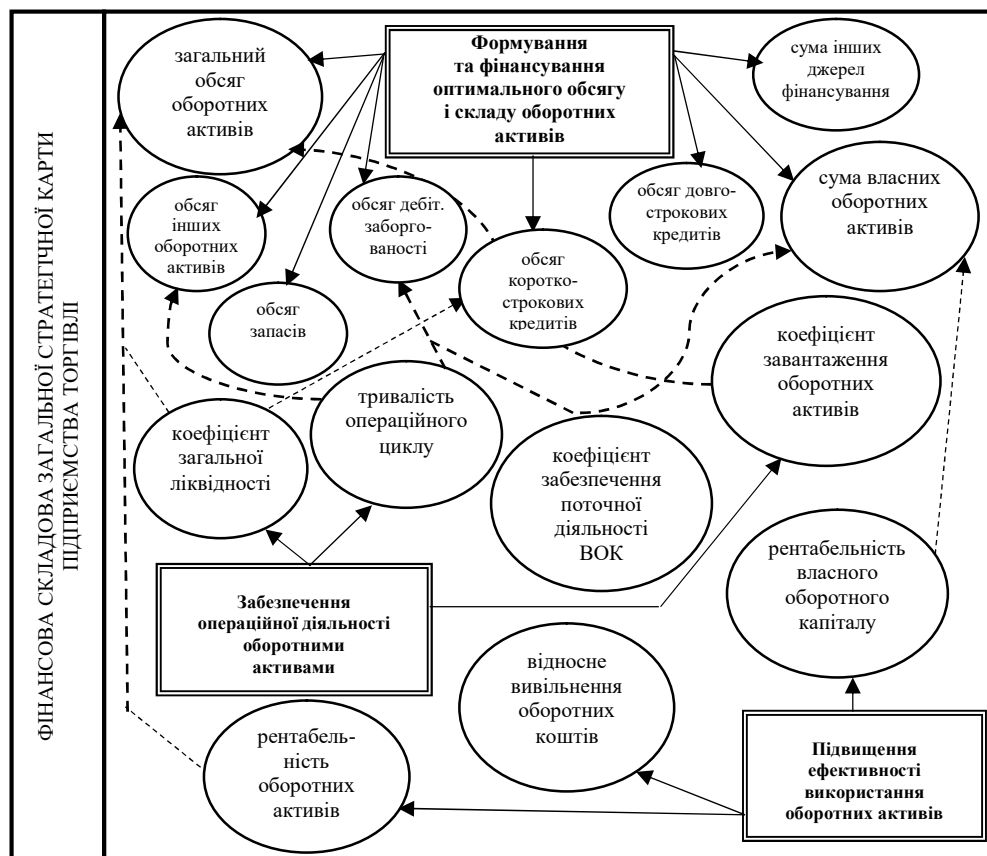 ФІНАНСОВА СКЛАДОВА ЗАГАЛЬНОЇ СТРАТЕГІЧНОЇ КАРТИ
ПІДПРИЄМСТВА ТОРГІВЛІ
загальний
обсяг
оборотних
активів
Формування
та фінансування
оптимального обсягу
і складу оборотних
активів
сума інших
джерел
фінансування
обсяг
інших
оборотних
активів
обсяг дебіт.
заборго-
ваності
обсяг довго-
строкових
кредитів
сума власних
оборотних
активів
обсяг
запасів
обсяг
коротко-
строкових
кредитів
коефіцієнт
завантаження
оборотних
активів
коефіцієнт
загальної
ліквідності
тривалість
операційного
циклу
коефіцієнт
забезпечення
поточної
діяльності
ВОК
рентабельність
власного
оборотного
капіталу
Забезпечення
операційної діяльності
оборотними
активами
відносне
вивільнення
оборотних
коштів
рентабель-
ність
оборотних
активів
Підвищення
ефективності
використання
оборотних активів